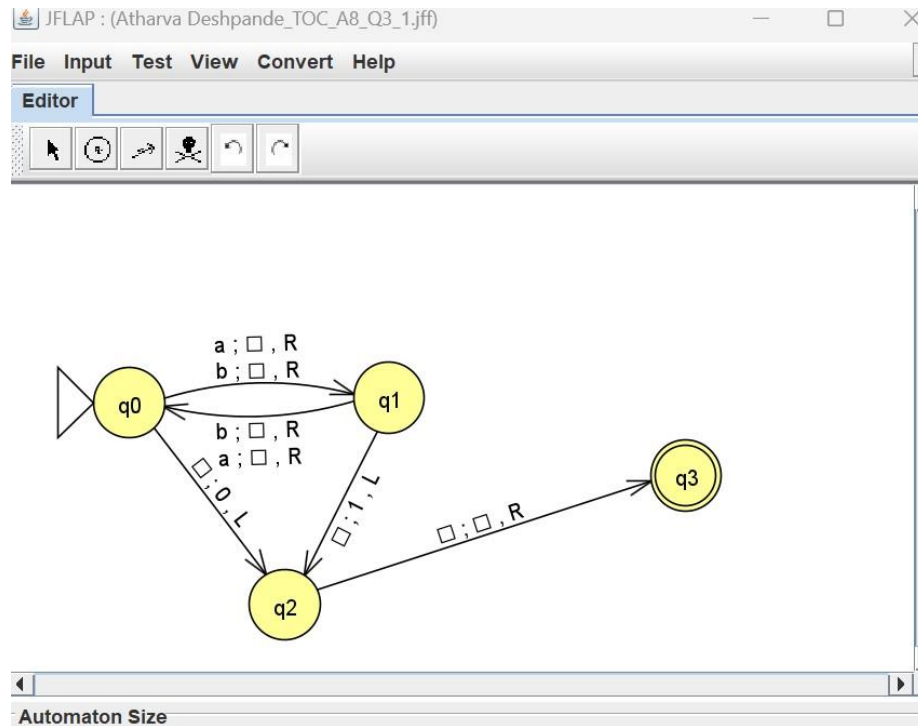 JFLAP : (Atharva Deshpande_TOC_A8_Q3_1.jff)
File Input Test View Convert Help
Editor
a ; □ , R
b ; □ , R
q0
q1
b ; □ , R
a ; □ , R
□ ; 0 , L
□ ; 1 , L
q3
□ ; □ , R
q2
Automaton Size